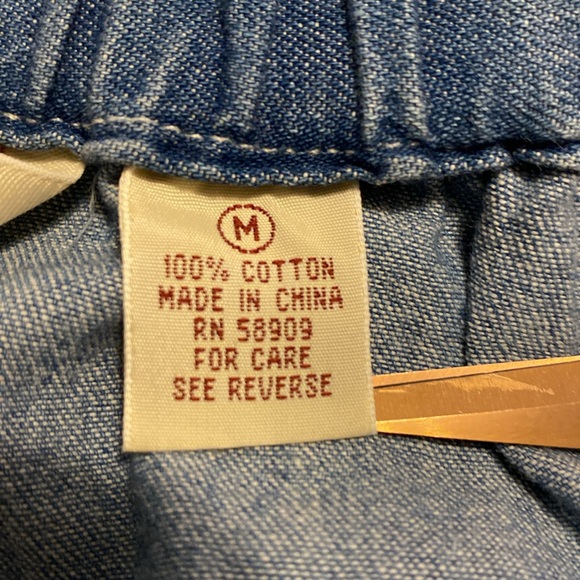 M
100% COTTON
MADE IN CHINA
RN 58909
FOR CARE
SEE REVERSE